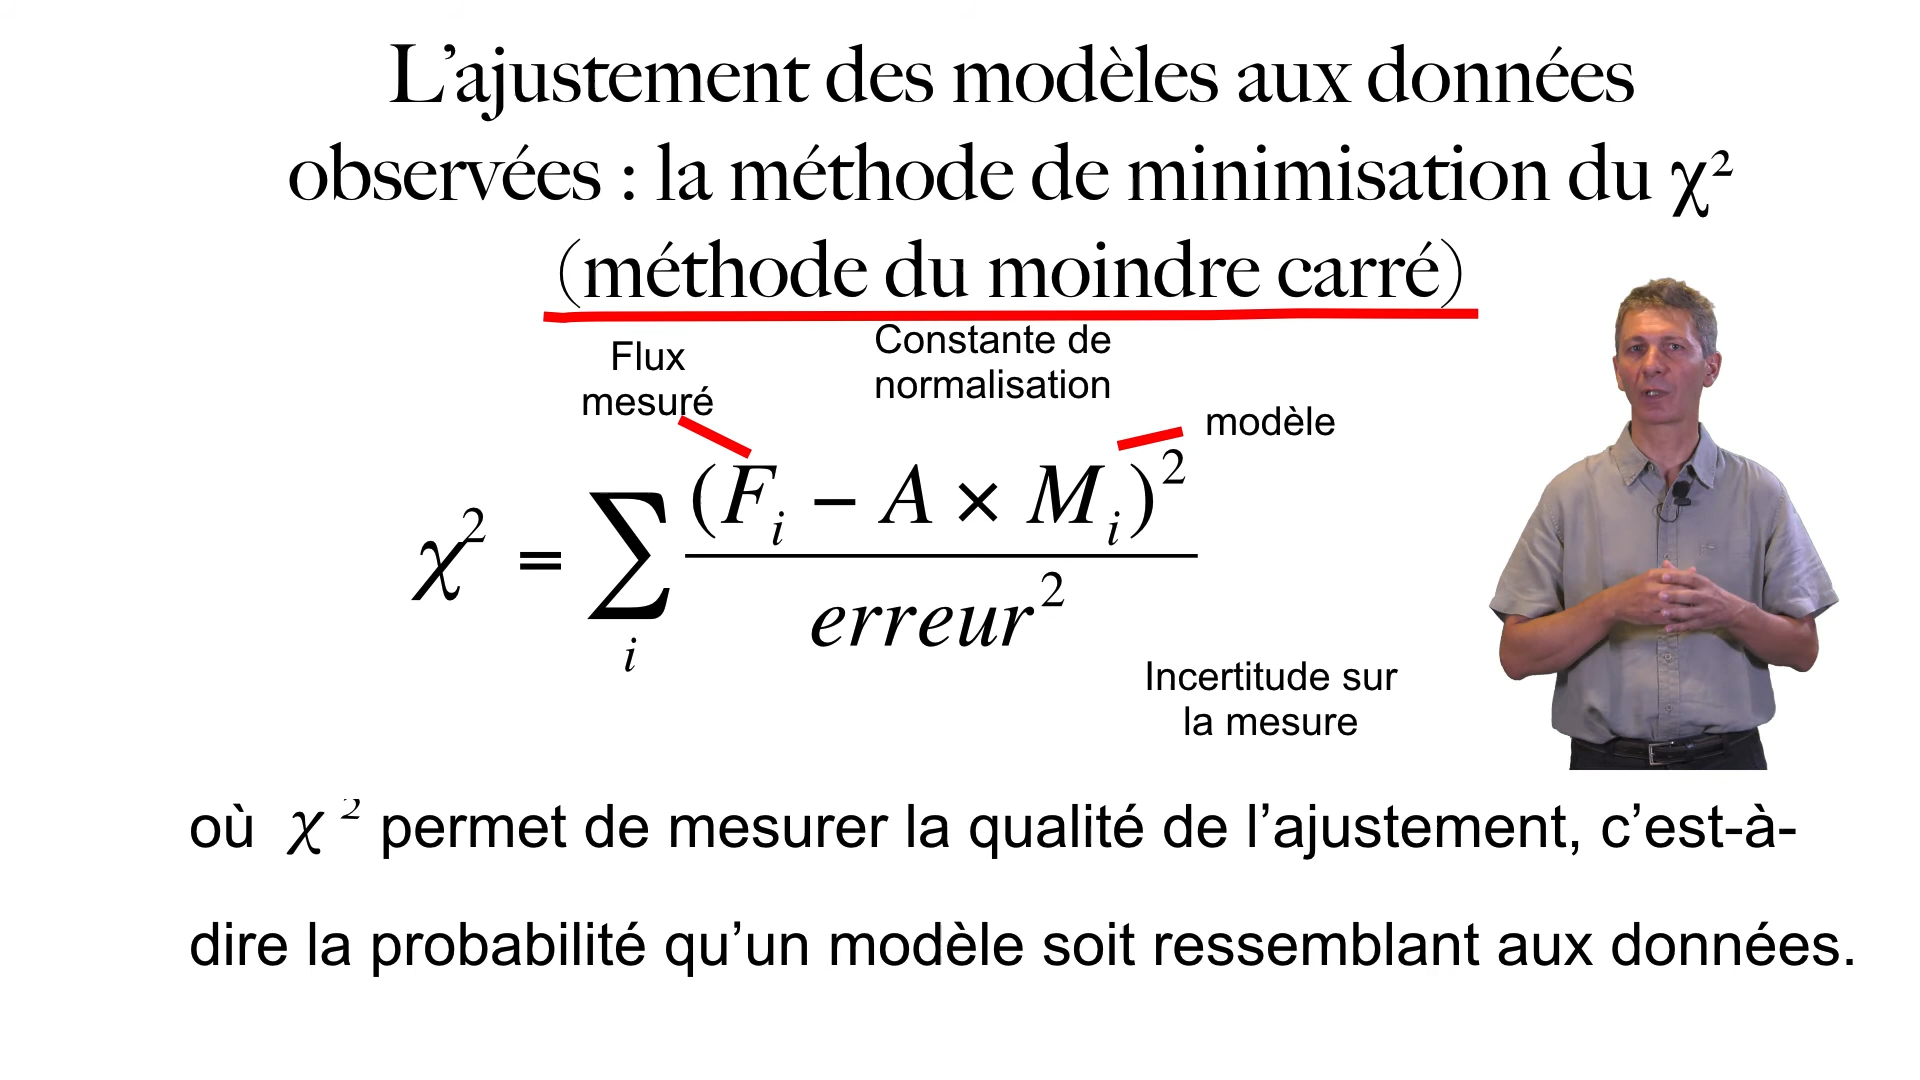 L’ajustement des modèles aux données
observées : la méthode de minimisation du χ²
(méthode du moindre carré)
Flux
mesuré
Constante de
normalisation
modèle
χ² = ∑ᵢ (Fᵢ − A × Mᵢ)² / erreur²
Incertitude sur
la mesure
où χ² permet de mesurer la qualité de l’ajustement, c’est-à-
dire la probabilité qu’un modèle soit ressemblant aux données.